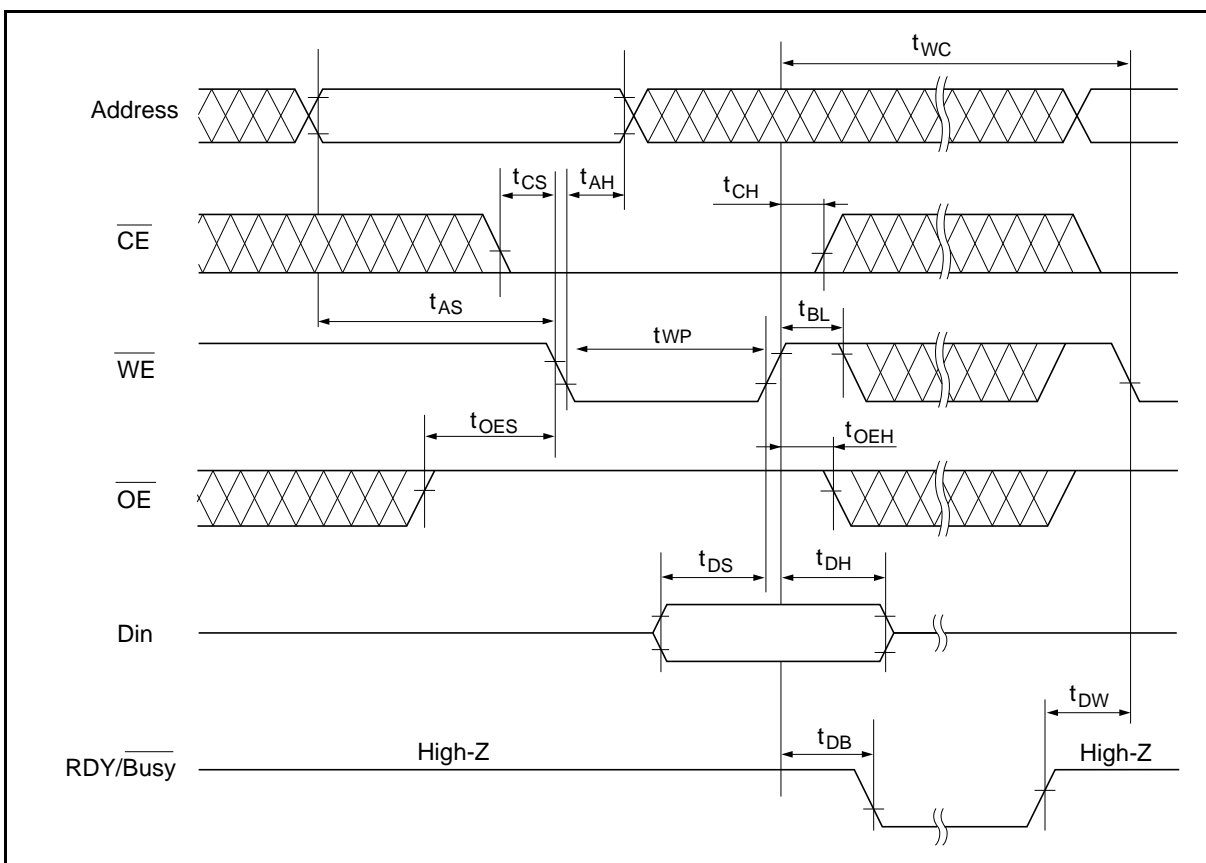 tWC
Address
tCS tAH
tCH
CE
tAS
tBL
tWP
WE
tOES
tOEH
OE
tDS tDH
Din
tDW
tDB
High-Z High-Z
RDY/Busy